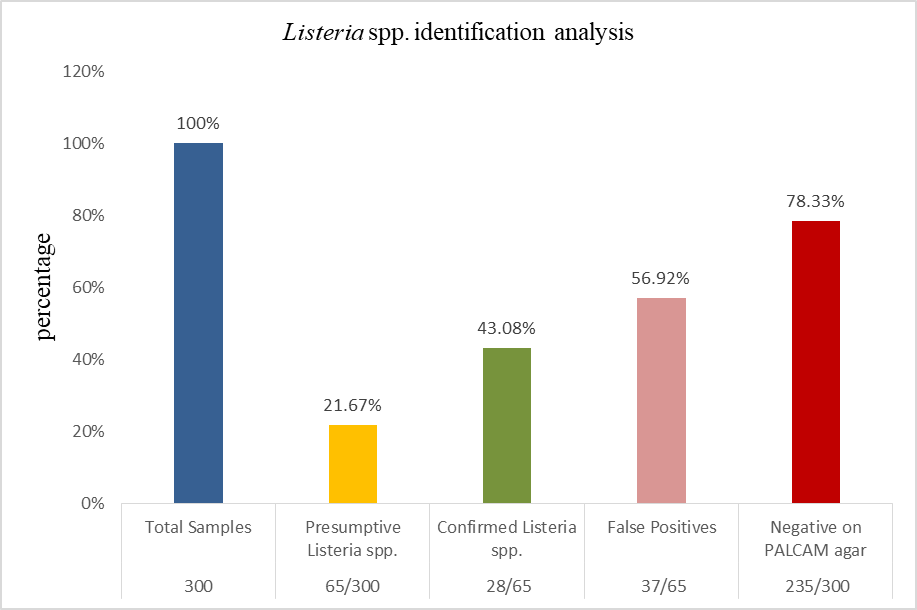 Listeria spp. identification analysis
percentage
120%
100%
80%
60%
40%
20%
0%
100%
21.67%
43.08%
56.92%
78.33%
Total Samples
Presumptive
Listeria spp.
Confirmed Listeria
spp.
False Positives
Negative on
PALCAM agar
300
65/300
28/65
37/65
235/300